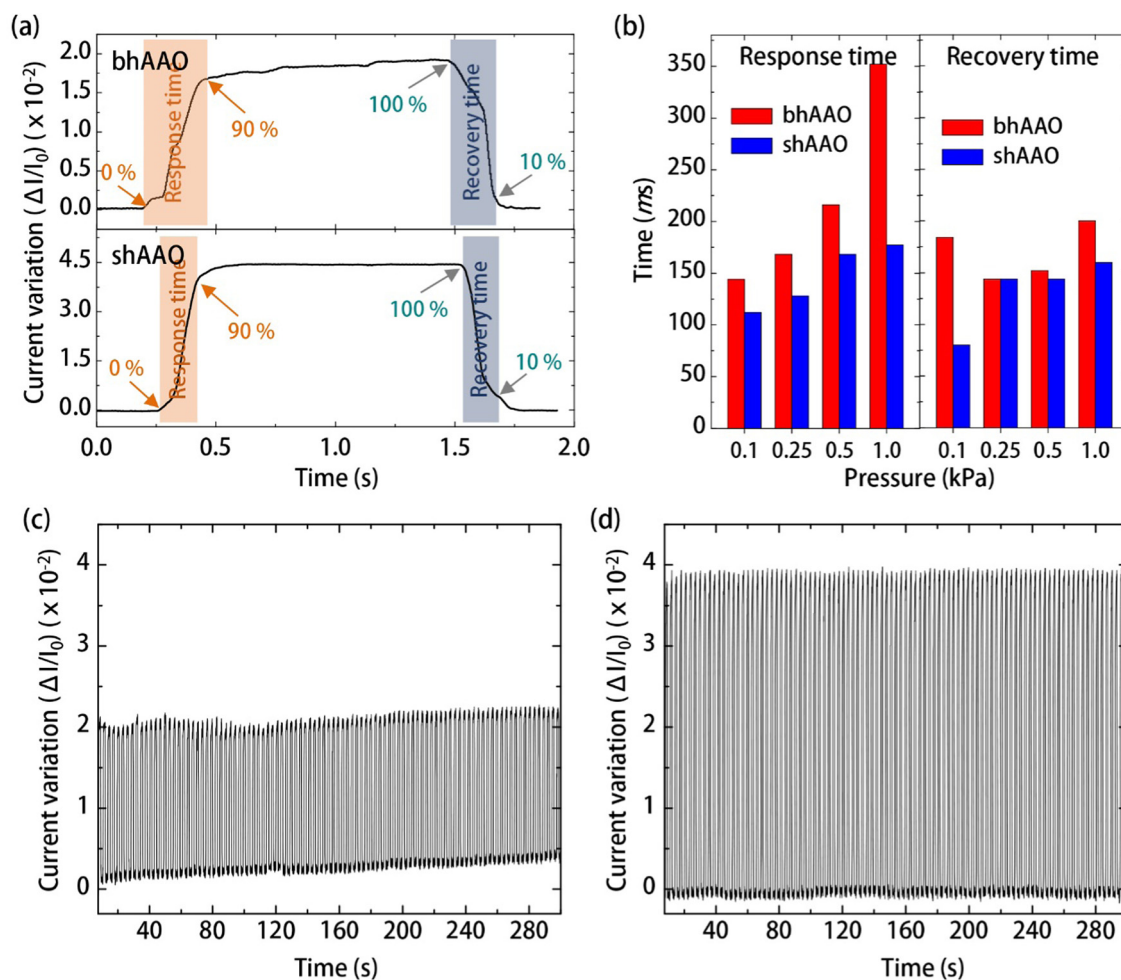 (a)
bhAAO
2.0
1.5
1.0
0.5
0.0
Response time
Recovery time
0 %
90 %
100 %
10 %
shAAO
4.5
3.0
1.5
0.0
Response time
Recovery time
0 %
90 %
100 %
10 %
Current variation (ΔI/I₀) (x 10⁻²)
0.0 0.5 1.0 1.5 2.0
Time (s)
(b)
Response time
bhAAO
shAAO
Recovery time
bhAAO
shAAO
350
300
250
200
150
100
50
0
Time (ms)
0.1 0.25 0.5 1.0 0.1 0.25 0.5 1.0
Pressure (kPa)
(c)
4
3
2
1
0
Current variation (ΔI/I₀) (x 10⁻²)
40 80 120 160 200 240 280
Time (s)
(d)
4
3
2
1
0
Current variation (ΔI/I₀) (x 10⁻²)
40 80 120 160 200 240 280
Time (s)